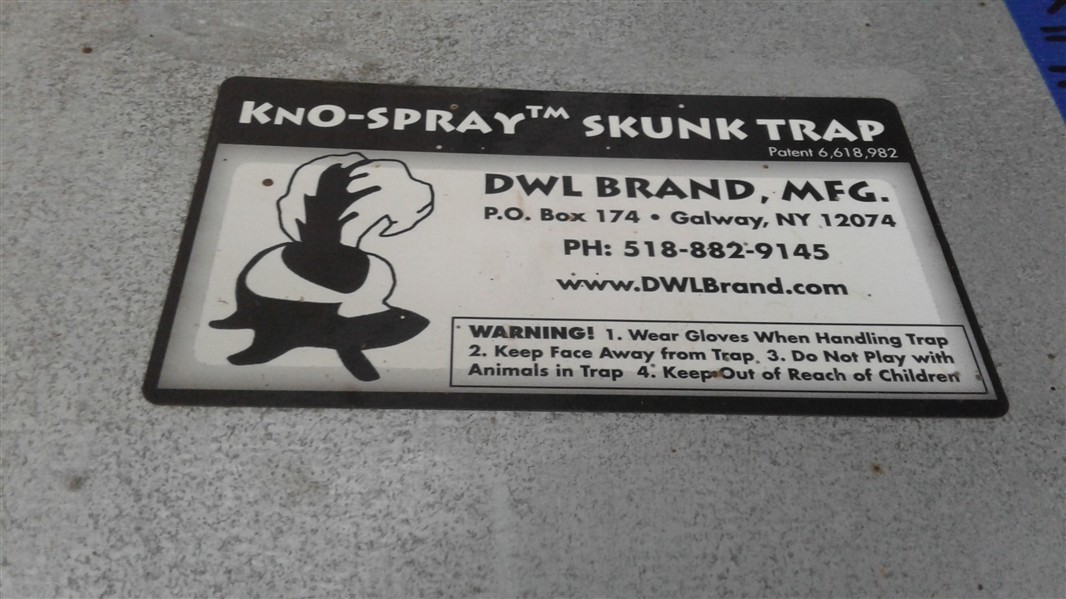 KNO-SPRAY™ SKUNK TRAP
Patent 6,618,982
DWL BRAND, MFG.
P.O. Box 174 • Galway, NY 12074
PH: 518-882-9145
www.DWLBrand.com
WARNING! 1. Wear Gloves When Handling Trap
2. Keep Face Away from Trap 3. Do Not Play with
Animals in Trap 4. Keep Out of Reach of Children